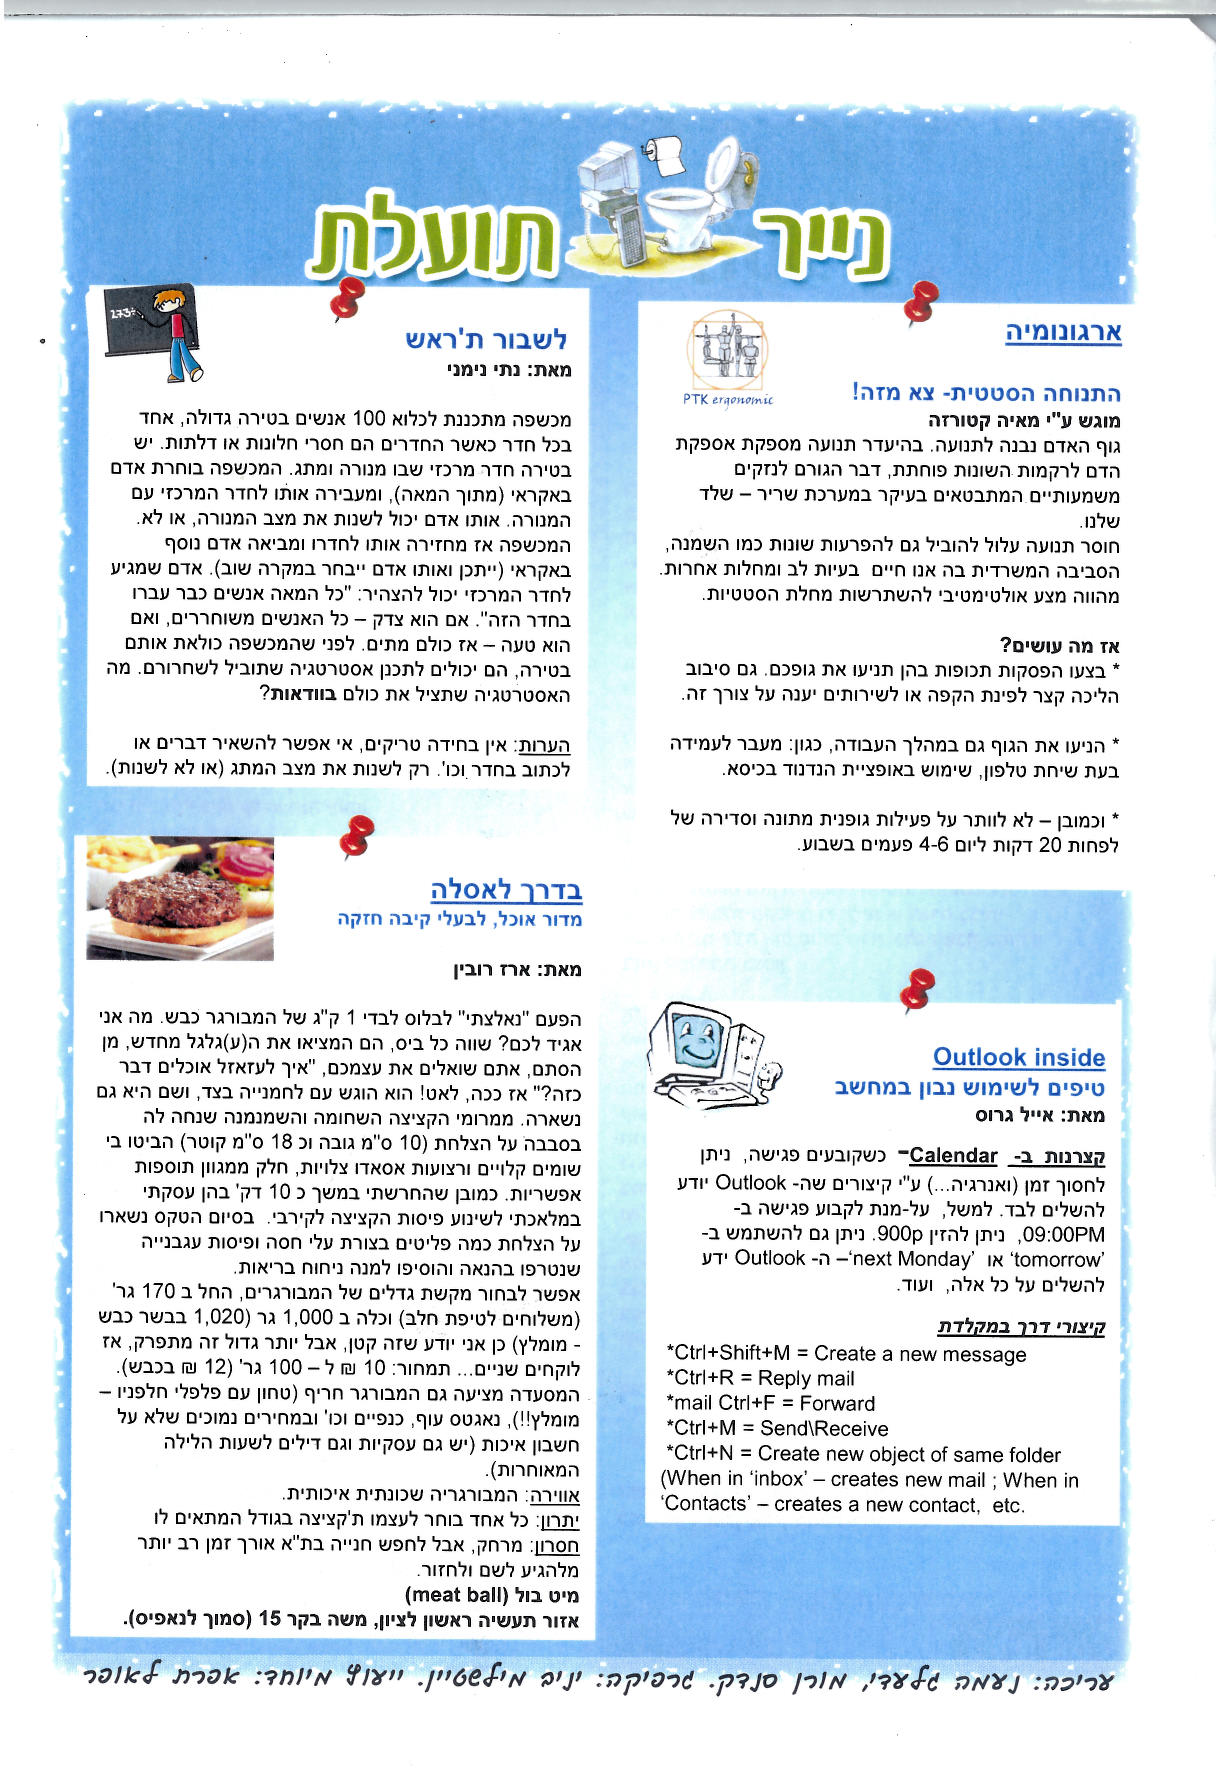 נייר תועלת
ארגונומיה
PTK ergonomic
התנוחה הסטטית- צא מזה!
מוגש ע"י מאיה קטורזה
גוף האדם נבנה לתנועה. בהיעדר תנועה מספקת אספקת
הדם לרקמות השונות פוחתת, דבר הגורם לנזקים
משמעותיים המתבטאים בעיקר במערכת שריר – שלד
שלנו.
חוסר תנועה עלול להוביל גם להפרעות שונות כמו השמנה,
הסביבה המשרדית בה אנו חיים  בעיות לב ומחלות אחרות.
מהווה מצע אולטימטיבי להשתרשות מחלת הסטטיות.
אז מה עושים?
* בצעו הפסקות תכופות בהן תניעו את גופכם. גם סיבוב
הליכה קצר לפינת הקפה או לשירותים יענה על צורך זה.
* הניעו את הגוף גם במהלך העבודה, כגון: מעבר לעמידה
בעת שיחת טלפון, שימוש באופציית הנדנוד בכיסא.
* וכמובן – לא לוותר על פעילות גופנית מתונה וסדירה של
לפחות 20 דקות ליום 4-6 פעמים בשבוע.
Outlook inside
טיפים לשימוש נבון במחשב
מאת: אייל גרוס
קצרנות ב- Calendar- כשקובעים פגישה, ניתן
לחסוך זמן (ואנרגיה...) ע"י קיצורים שה- Outlook יודע
להשלים לבד. למשל, על-מנת לקבוע פגישה ב-
09:00PM, ניתן להזין 900p. ניתן גם להשתמש ב-
'tomorrow' או 'next Monday'– ה- Outlook ידע
להשלים על כל אלה, ועוד.
קיצורי דרך במקלדת
*Ctrl+Shift+M = Create a new message
*Ctrl+R = Reply mail
*mail Ctrl+F = Forward
*Ctrl+M = Send\Receive
*Ctrl+N = Create new object of same folder
(When in 'inbox' – creates new mail ; When in
'Contacts' – creates a new contact, etc.
לשבור ת'ראש
מאת: נתי נימני
מכשפה מתכננת לכלוא 100 אנשים בטירה גדולה, אחד
בכל חדר כאשר החדרים הם חסרי חלונות או דלתות. יש
בטירה חדר מרכזי שבו מנורה ומתג. המכשפה בוחרת אדם
באקראי (מתוך המאה), ומעבירה אותו לחדר המרכזי עם
המנורה. אותו אדם יכול לשנות את מצב המנורה, או לא.
המכשפה אז מחזירה אותו לחדרו ומביאה אדם נוסף
באקראי (ייתכן ואותו אדם ייבחר במקרה שוב). אדם שמגיע
לחדר המרכזי יכול להצהיר: "כל המאה אנשים כבר עברו
בחדר הזה". אם הוא צדק – כל האנשים משוחררים, ואם
הוא טעה – אז כולם מתים. לפני שהמכשפה כולאת אותם
בטירה, הם יכולים לתכנן אסטרטגיה שתוביל לשחרורם. מה
האסטרטגיה שתציל את כולם בוודאות?
הערות: אין בחידה טריקים, אי אפשר להשאיר דברים או
לכתוב בחדר וכו'. רק לשנות את מצב המתג (או לא לשנות).
בדרך לאסלה
מדור אוכל, לבעלי קיבה חזקה
מאת: ארז רובין
הפעם "נאלצתי" לבלוס לבדי 1 ק"ג של המבורגר כבש. מה אני
אגיד לכם? שווה כל ביס, הם המציאו את ה(ע)גלגל מחדש, מן
הסתם, אתם שואלים את עצמכם, "איך לעזאזל אוכלים דבר
כזה?" אז ככה, לאט! הוא הוגש עם לחמנייה בצד, ושם היא גם
נשארה. ממרומי הקציצה השחומה והשמנמנה שנחה לה
בסבבה על הצלחת (10 ס"מ גובה וכ 18 ס"מ קוטר) הביטו בי
שומים קלויים ורצועות אסאדו צלויות, חלק ממגוון תוספות
אפשריות. כמובן שהחרשתי במשך כ 10 דק' בהן עסקתי
במלאכתי לשינוע פיסות הקציצה לקירבי. בסיום הטקס נשארו
על הצלחת כמה פליטים בצורת עלי חסה ופיסות עגבנייה
שנטרפו בהנאה והוסיפו למנה ניחוח בריאות.
אפשר לבחור מקשת גדלים של המבורגרים, החל ב 170 גר'
(משלוחים לטיפת חלב) וכלה ב 1,000 גר (1,020 בבשר כבש
- מומלץ) כן אני יודע שזה קטן, אבל יותר גדול זה מתפרק, אז
לוקחים שניים... תמחור: 10 ₪ ל – 100 גר' (12 ₪ בכבש).
המסעדה מציעה גם המבורגר חריף (טחון עם פלפלי חלפניו –
מומלץ!!), נאגטס עוף, כנפיים וכו' ובמחירים נמוכים שלא על
חשבון איכות (יש גם עסקיות וגם דילים לשעות הלילה
המאוחרות).
אווירה: המבורגריה שכונתית איכותית.
יתרון: כל אחד בוחר לעצמו ת'קציצה בגודל המתאים לו
חסרון: מרחק, אבל לחפש חנייה בת"א אורך זמן רב יותר
מלהגיע לשם ולחזור.
מיט בול (meat ball)
אזור תעשיה ראשון לציון, משה בקר 15 (סמוך לנאפיס).
עריכה: נעמה גלעדי, מורן סנדק. גרפיקה: יניב מילשטיין. ייעוץ מיוחד: אפרת לאופר